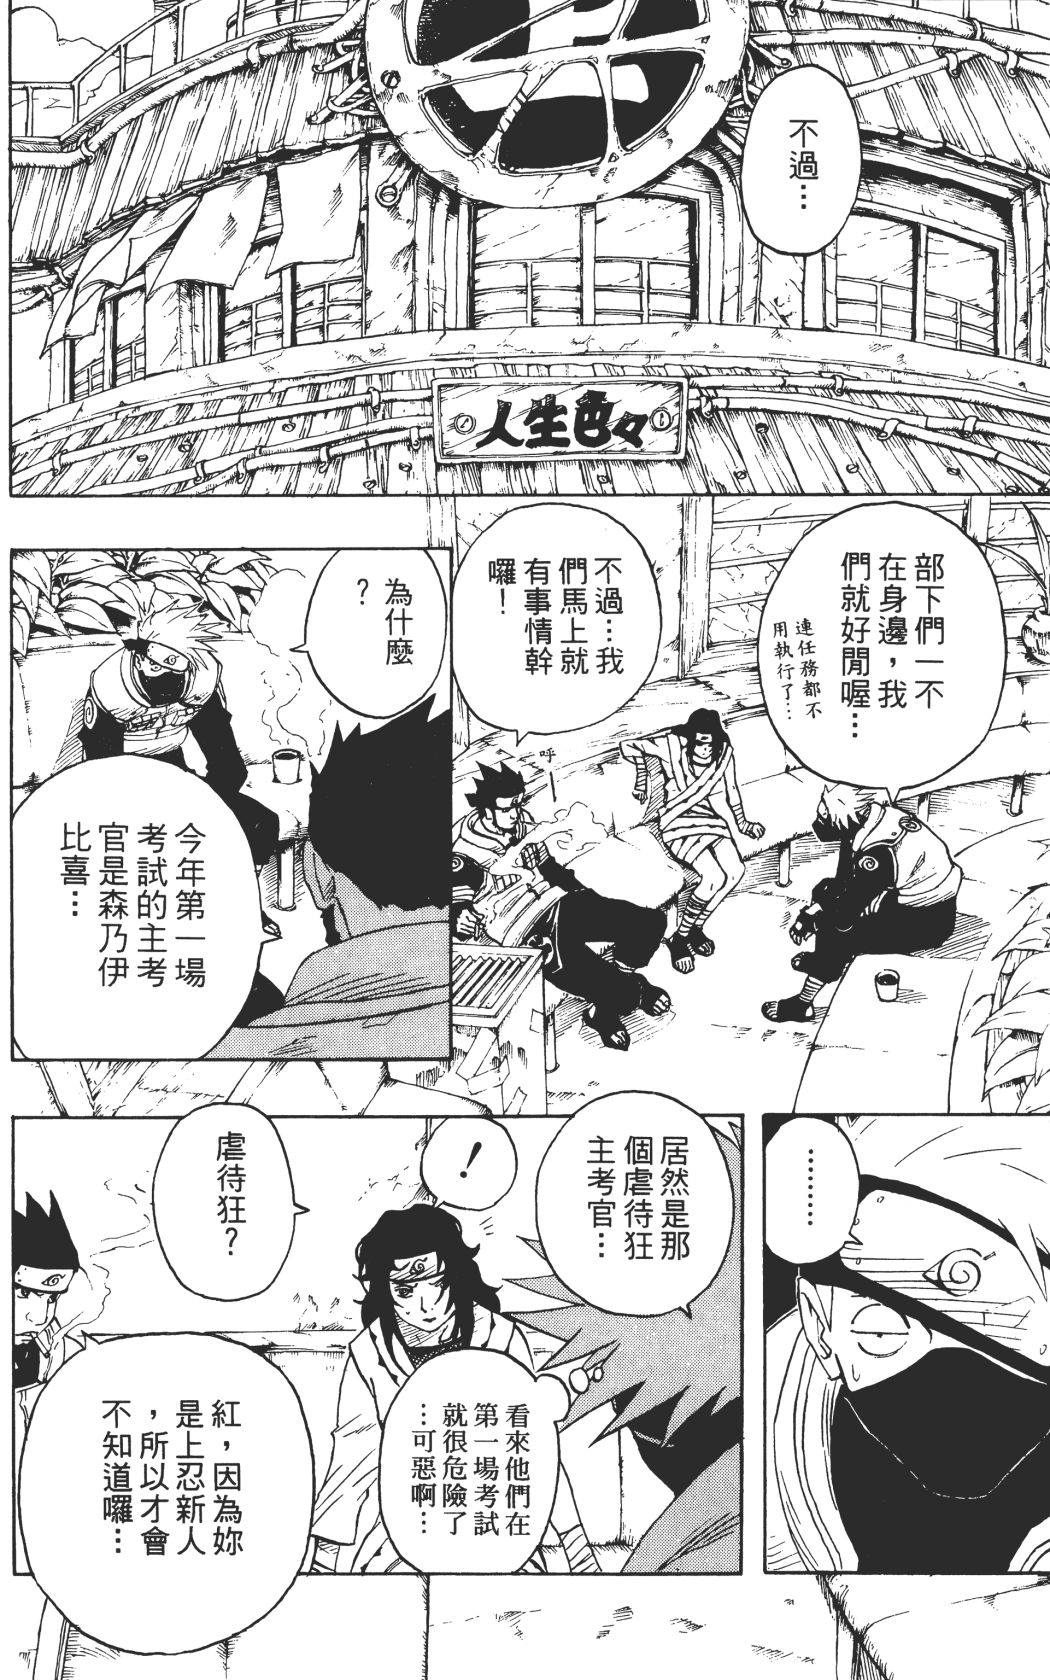 不過…
人生色々
部下們一不
在身邊，我
們就好閒喔…
連任務都不
用執行了…
不過…我
們馬上就
有事情幹
囉！
呼—
為什麼
？
今年第一場
考試的主考
官是森乃伊
比喜…
………
居然是那
個虐待狂
主考官…
！
看來他們在
第一場考試
就很危險了
…可惡啊…
虐待狂？
紅，因為妳
是上忍新人
，所以才會
不知道囉…